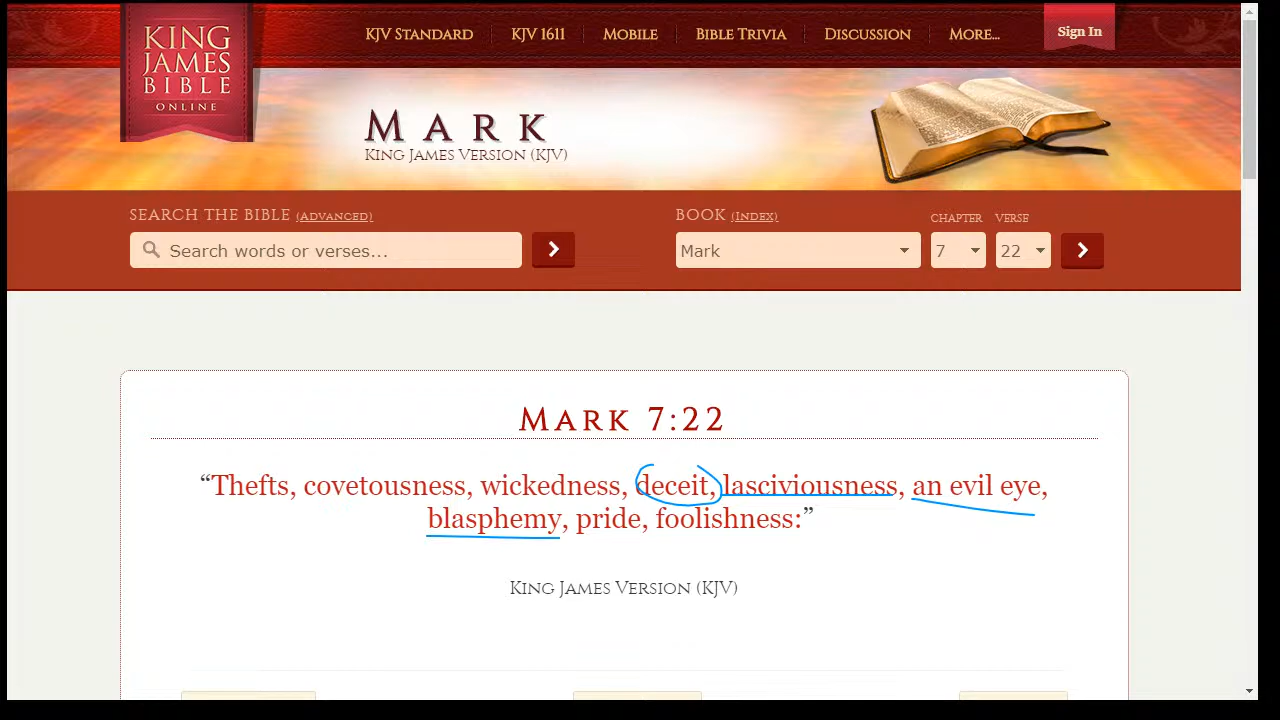 KING
JAMES
BIBLE
ONLINE
KJV STANDARD KJV 1611 MOBILE BIBLE TRIVIA DISCUSSION MORE... Sign In
MARK
KING JAMES VERSION (KJV)
SEARCH THE BIBLE (ADVANCED) BOOK (INDEX) CHAPTER VERSE
Search words or verses... Mark 7 22
MARK 7:22
“Thefts, covetousness, wickedness, deceit, lasciviousness, an evil eye,
blasphemy, pride, foolishness:”
KING JAMES VERSION (KJV)